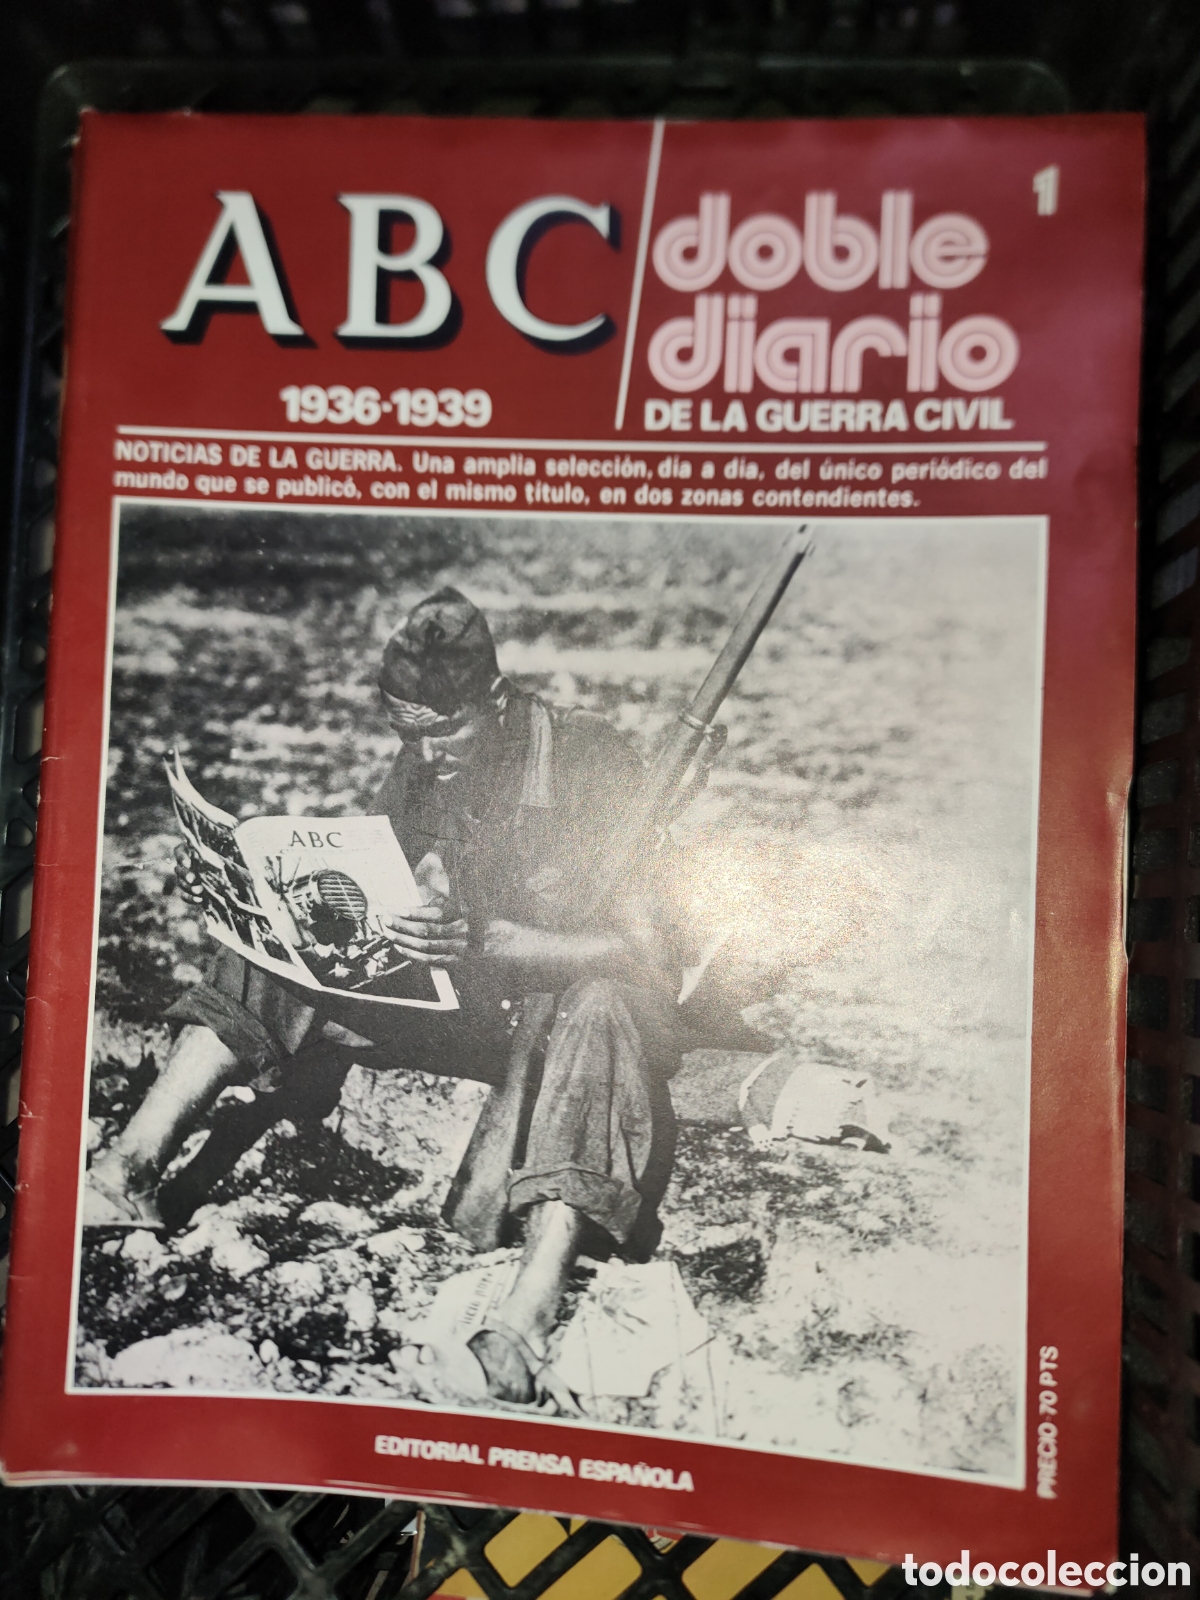 ABC
1936-1939
doble
diario
1
DE LA GUERRA CIVIL
NOTICIAS DE LA GUERRA. Una amplia selección, día a día, del único periódico del
mundo que se publicó, con el mismo título, en dos zonas contendientes.
ABC
EDITORIAL PRENSA ESPAÑOLA
PRECIO·70 PTS
todocoleccion